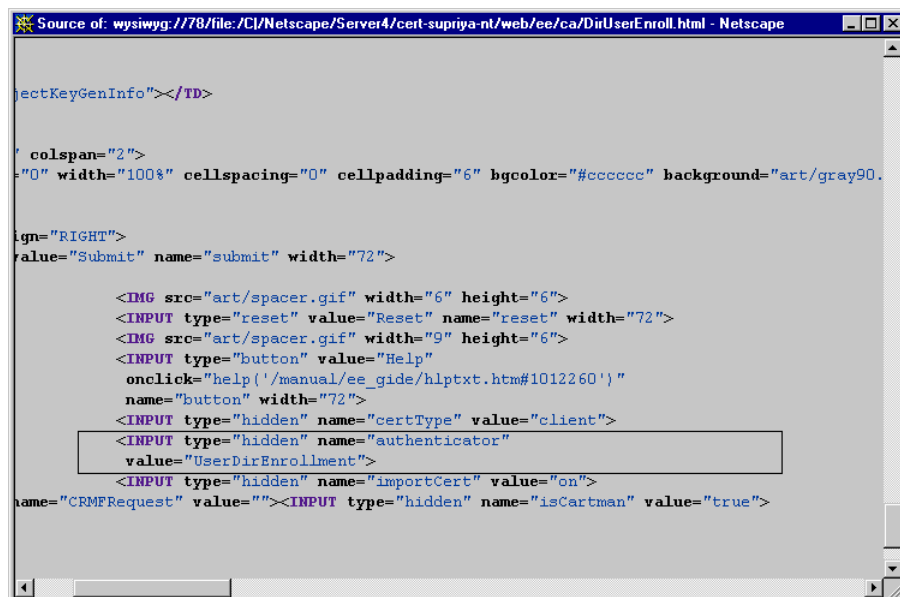 Source of: wysiwyg://78/file:/C|/Netscape/Server4/cert-supriya-nt/web/ee/ca/DirUserEnroll.html - Netscape
jectKeyGenInfo"></TD>
" colspan="2">
="0" width="100%" cellspacing="0" cellpadding="6" bgcolor="#cccccc" background="art/gray90.
ign="RIGHT">
value="Submit" name="submit" width="72">
<IMG src="art/spacer.gif" width="6" height="6">
<INPUT type="reset" value="Reset" name="reset" width="72">
<IMG src="art/spacer.gif" width="9" height="6">
<INPUT type="button" value="Help"
onclick="help('/manual/ee_gide/hlptxt.htm#1012260')"
name="button" width="72">
<INPUT type="hidden" name="certType" value="client">
<INPUT type="hidden" name="authenticator"
value="UserDirEnrollment">
<INPUT type="hidden" name="importCert" value="on">
name="CRMFRequest" value=""><INPUT type="hidden" name="isCartman" value="true">